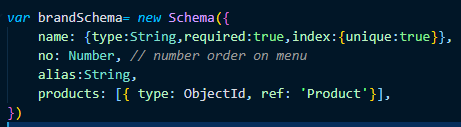 var brandSchema= new Schema({
    name: {type:String,required:true,index:{unique:true}},
    no: Number, // number order on menu
    alias:String,
    products: [{ type: ObjectId, ref: 'Product'}],
})